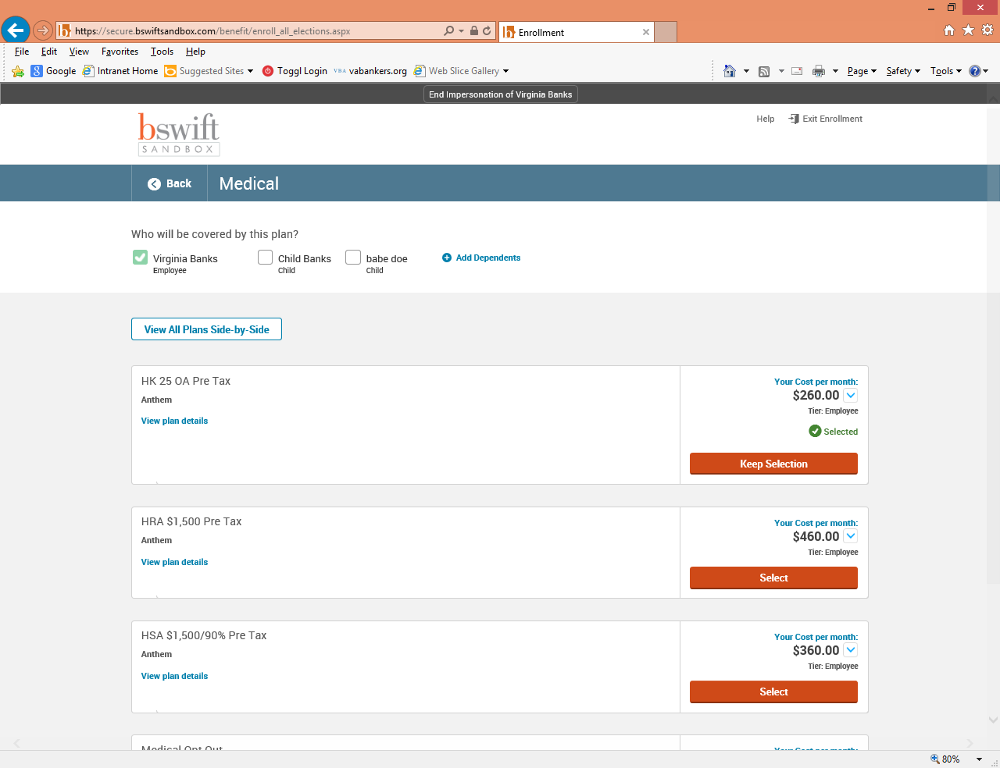 https://secure.bswiftsandbox.com/benefit/enroll_all_elections.aspx
Enrollment
File Edit View Favorites Tools Help
Google Intranet Home Suggested Sites Toggl Login VBA vabankers.org Web Slice Gallery Page Safety Tools
End Impersonation of Virginia Banks
bswift
SANDBOX
Help Exit Enrollment
Back Medical
Who will be covered by this plan?
Virginia Banks Child Banks babe doe Add Dependents
Employee Child Child
View All Plans Side-by-Side
HK 25 OA Pre Tax
Anthem
View plan details
Your Cost per month:
$260.00
Tier: Employee
Selected
Keep Selection
HRA $1,500 Pre Tax
Anthem
View plan details
Your Cost per month:
$460.00
Tier: Employee
Select
HSA $1,500/90% Pre Tax
Anthem
View plan details
Your Cost per month:
$360.00
Tier: Employee
Select
Medical Opt Out
Your Cost per month:
80%